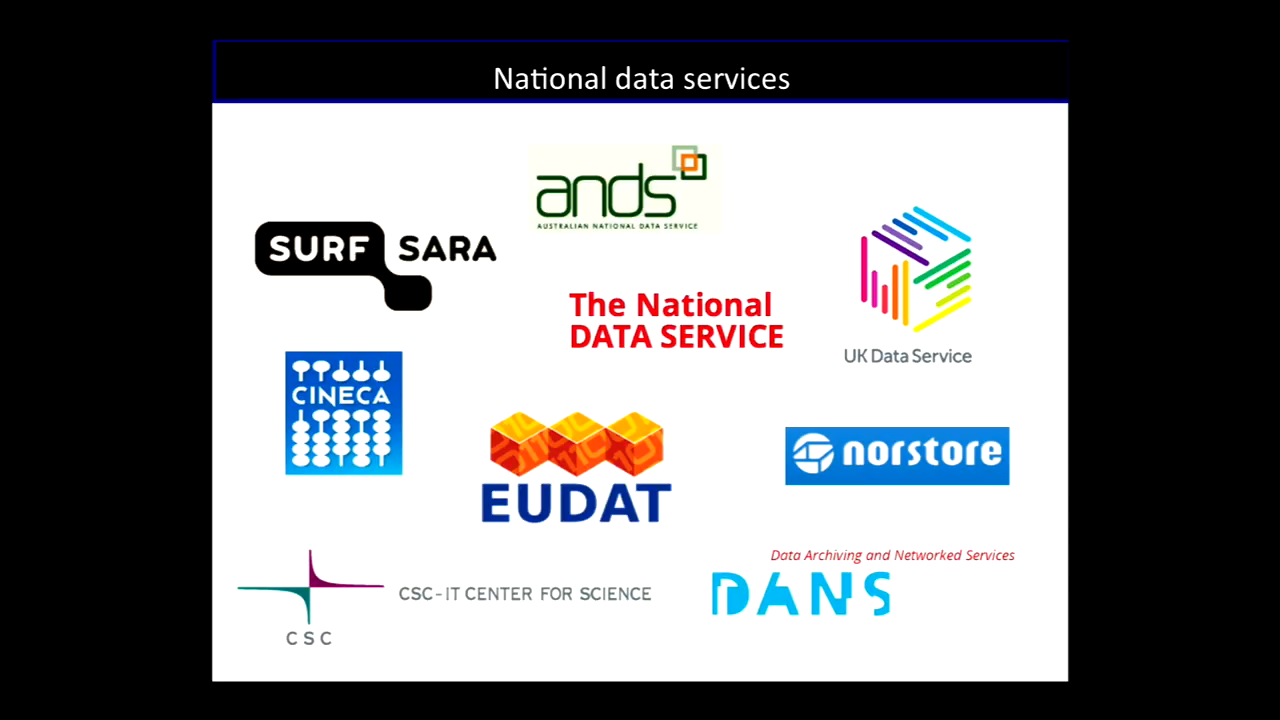 National data services
ands
AUSTRALIAN NATIONAL DATA SERVICE
SURF SARA
The National
DATA SERVICE
UK Data Service
CINECA
EUDAT
norstore
Data Archiving and Networked Services
DANS
CSC-IT CENTER FOR SCIENCE
CSC